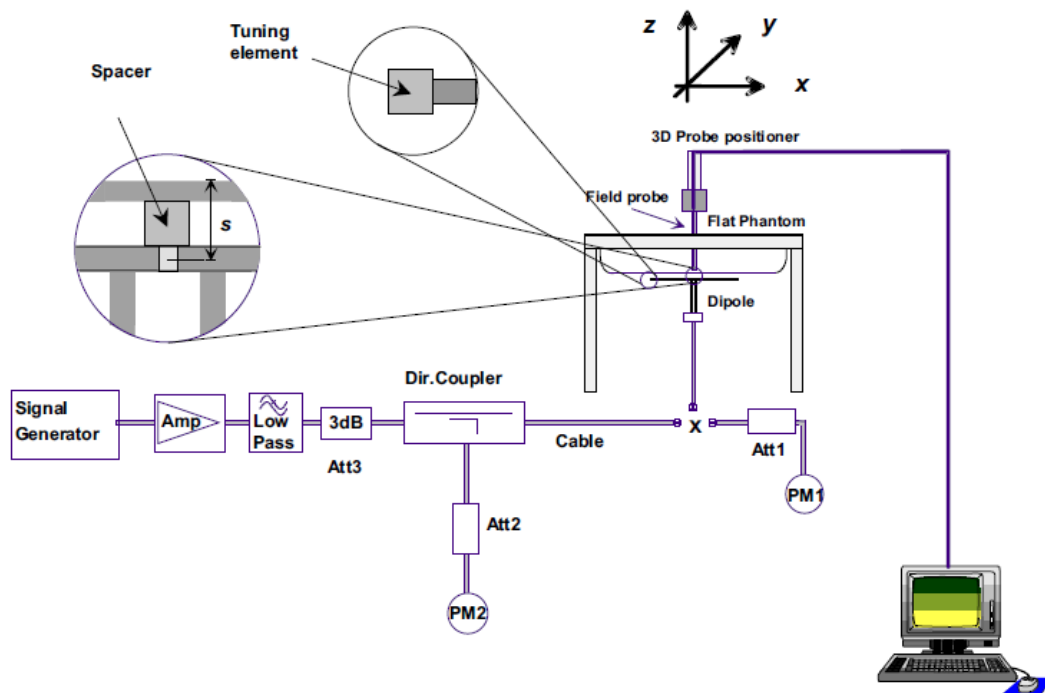 Tuning
element
Spacer
z
y
x
s
3D Probe positioner
Field probe
Flat Phantom
Dipole
Dir.Coupler
Signal
Generator
Amp
Low
Pass
3dB
Att3
Cable
x
Att1
PM1
Att2
PM2